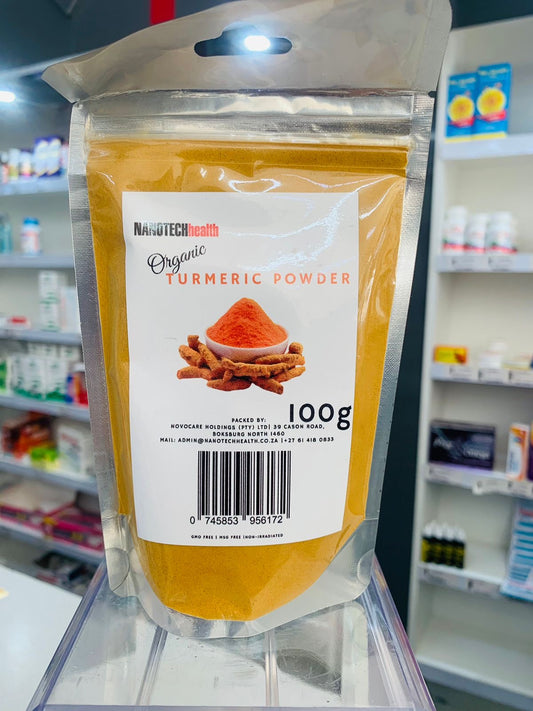 NANOTECHhealth
Organic
TURMERIC POWDER
100g
PACKED BY:
NOVOCARE HOLDINGS (PTY) LTD| 39 CASON ROAD,
BOKSBURG NORTH 1460
MAIL: ADMIN@NANOTECHHEALTH.CO.ZA |+27 61 418 0833
0 745853 956172
GMO FREE | MSG FREE |NON-IRRADIATED